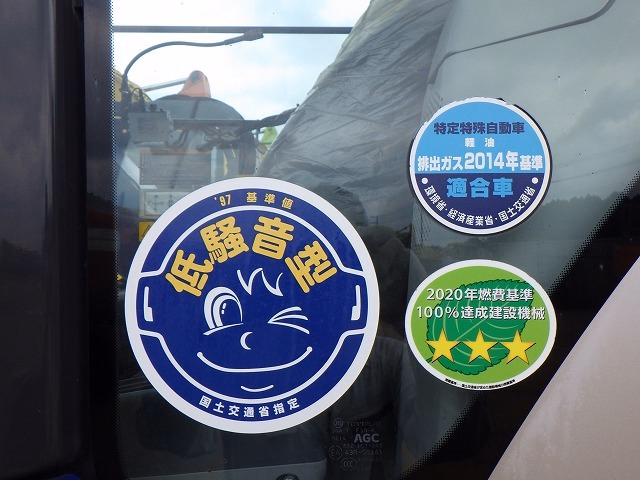 '97 基準値
低騒音型
国土交通省指定
特定特殊自動車
軽油
排出ガス2014年基準
適合車
・環境省・経済産業省・国土交通省・
2020年燃費基準
100%達成建設機械
AGC